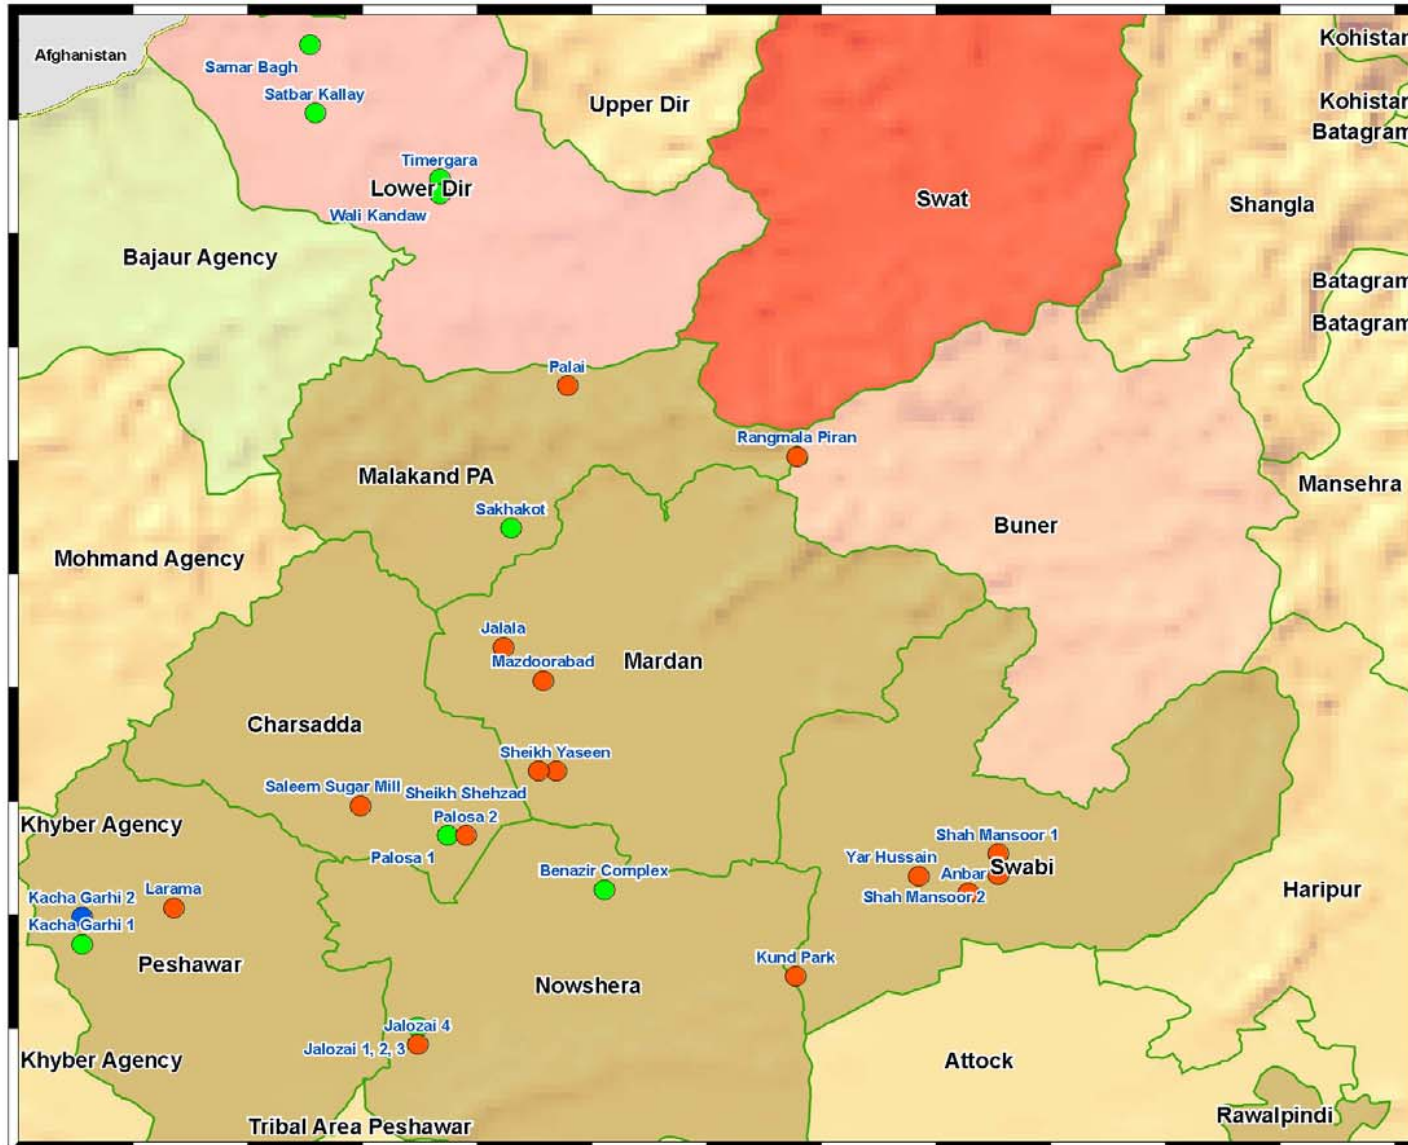 Afghanistan
Kohistan
Samar Bagh
Satbar Kallay
Upper Dir
Kohistan
Batagram
Timergara
Lower Dir
Swat
Shangla
Wali Kandaw
Bajaur Agency
Batagram
Batagram
Palai
Rangmala Piran
Malakand PA
Mansehra
Sakhakot
Buner
Mohmand Agency
Jalala
Mazdoorabad
Mardan
Charsadda
Sheikh Yaseen
Saleem Sugar Mill
Sheikh Shehzad
Palosa 2
Khyber Agency
Shah Mansoor 1
Palosa 1
Yar Hussain
Benazir Complex
Anbar
Swabi
Larama
Kacha Garhi 2
Shah Mansoor 2
Haripur
Kacha Garhi 1
Peshawar
Kund Park
Nowshera
Jalozai 4
Jalozai 1, 2, 3
Khyber Agency
Attock
Rawalpindi
Tribal Area Peshawar